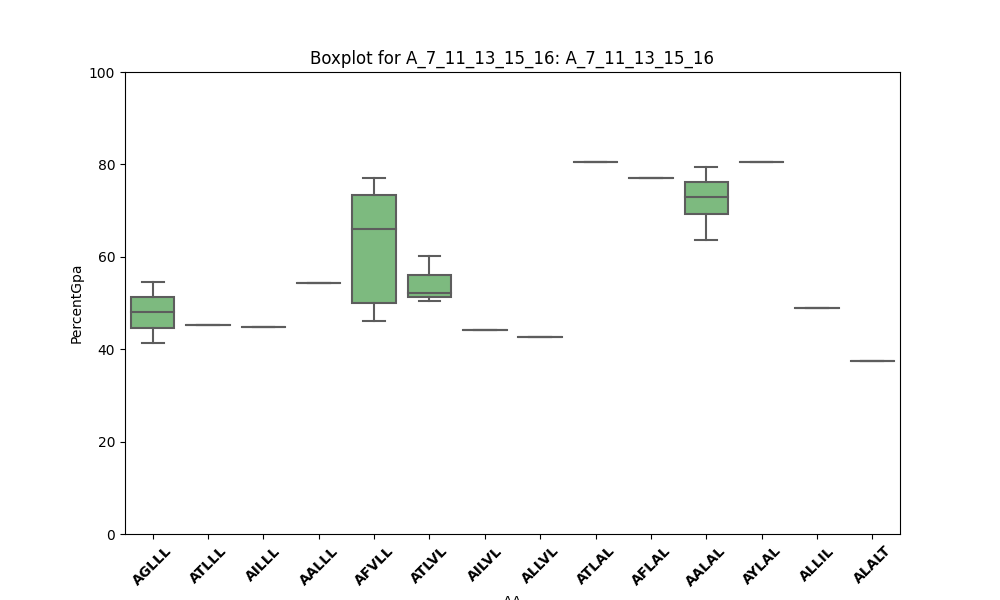 Boxplot for A_7_11_13_15_16: A_7_11_13_15_16
PercentGpa
100
80
60
40
20
0
AGLLL ATLLL AILLL AALLL AFVLL ATLVL AILVL ALLVL ATLAL AFLAL AALAL AYLAL ALLIL ALALT
AA